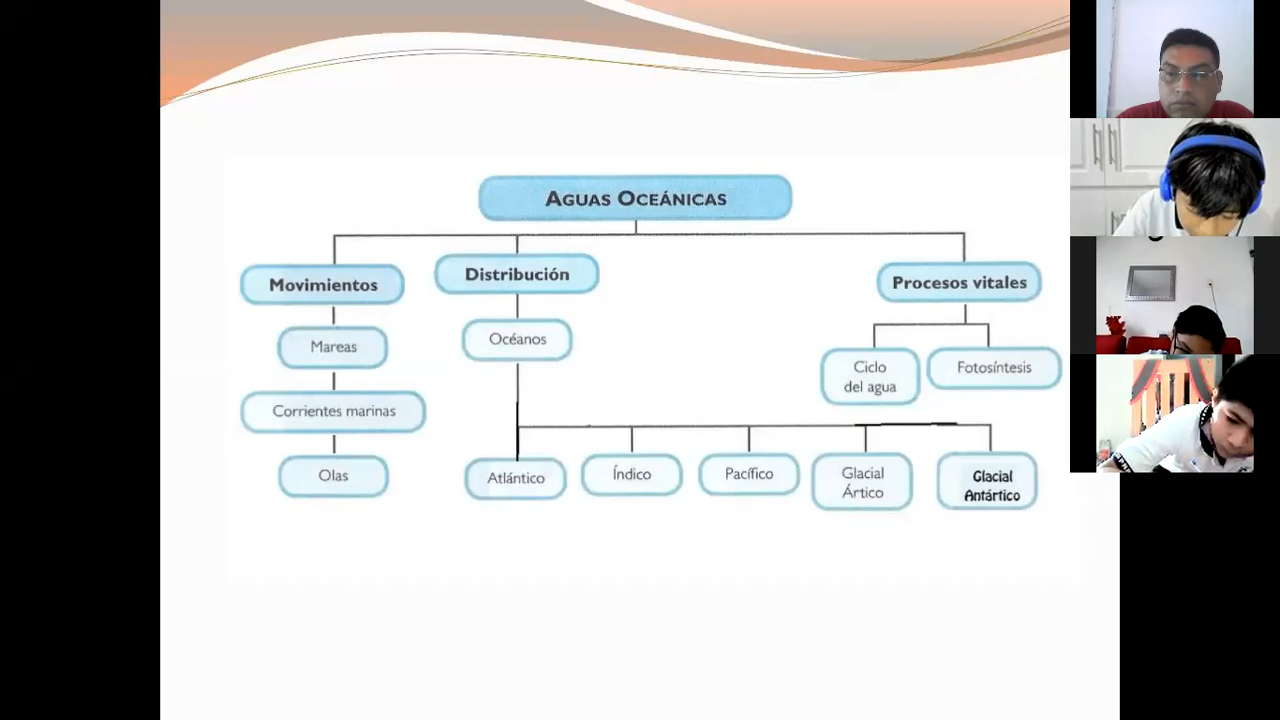 AGUAS OCEÁNICAS
Movimientos
Distribución
Procesos vitales
Mareas
Océanos
Ciclo
del agua
Fotosíntesis
Corrientes marinas
Olas
Atlántico
Índico
Pacífico
Glacial
Ártico
Glacial
Antártico